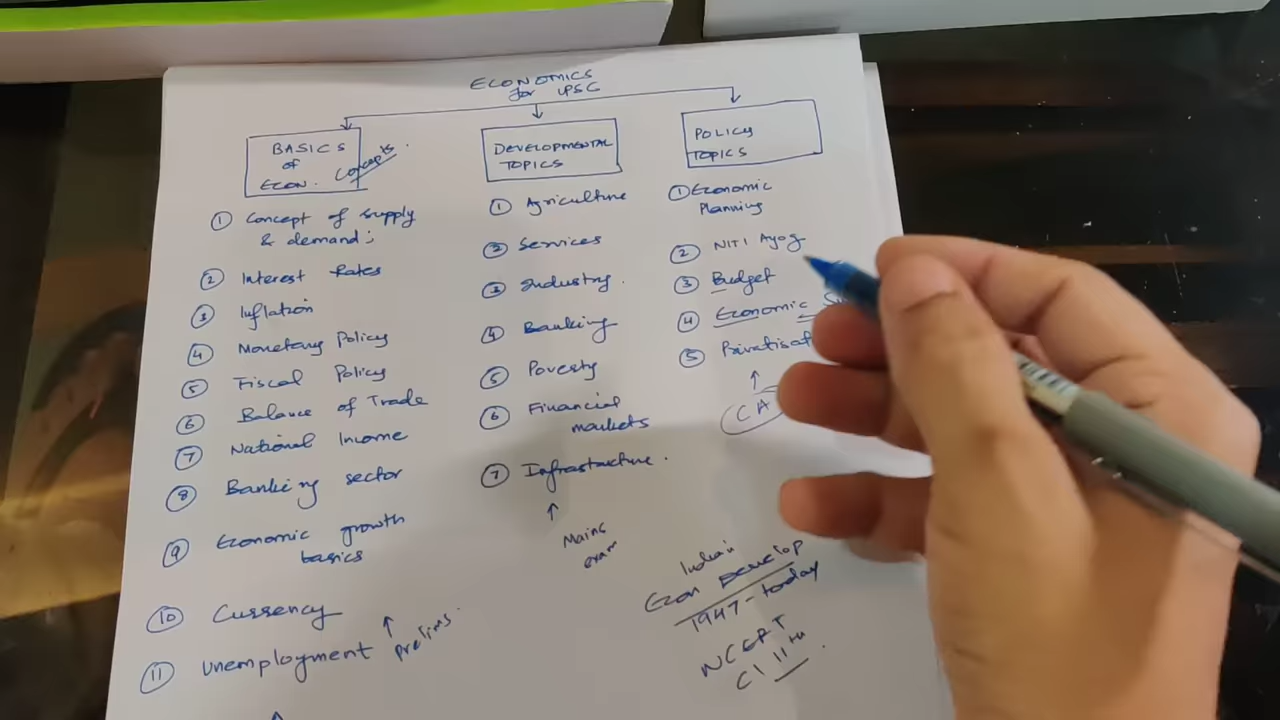 ECONOMICS
for UPSC
BASICS
of
ECON. Concepts.
① Concept of supply
& demand;
② Interest Rates
③ Inflation
④ Monetary Policy
⑤ Fiscal Policy
⑥ Balance of Trade
⑦ National Income
⑧ Banking sector
⑨ Economic growth
basics
⑩ Currency
⑪ Unemployment
↑
prelims.
DEVELOPMENTAL
TOPICS
① Agriculture
② Services
③ Industry.
④ Banking
⑤ Poverty
⑥ Financial
markets
⑦ Infrastructure.
↑
Mains
exam
POLICY
TOPICS
① Economic
Planning
② NITI Ayog
③ Budget
④ Economic
⑤
↑
CA
Indian
Econ Develop
1947-today
NCERT
Cl 11th.